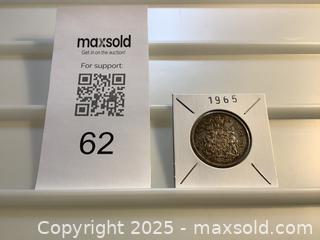 maxsold
Get in on the auction!
For support:
62
1965
Copyright 2025 - maxsold.com